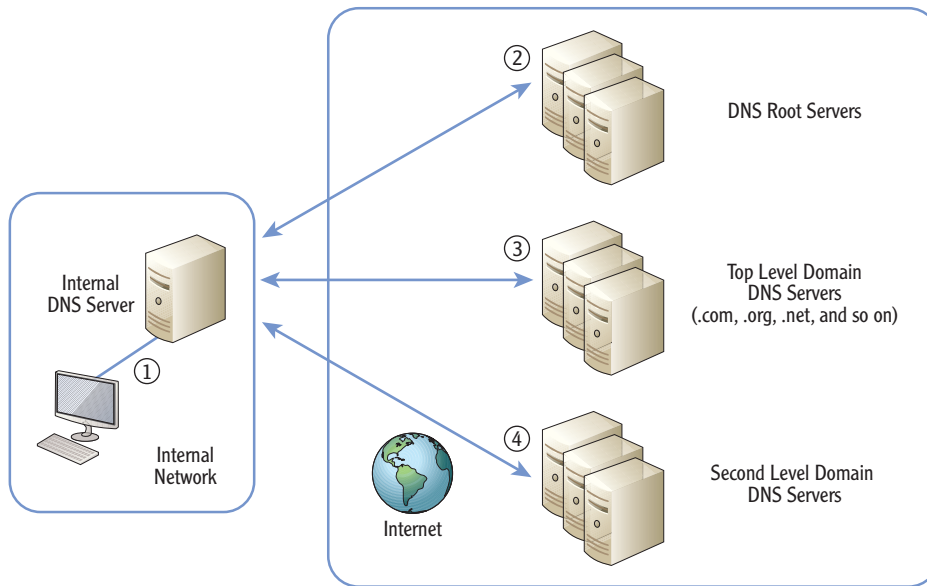 ②
DNS Root Servers
③
Top Level Domain
DNS Servers
(.com, .org, .net, and so on)
Internal
DNS Server
①
Internal
Network
④
Second Level Domain
DNS Servers
Internet